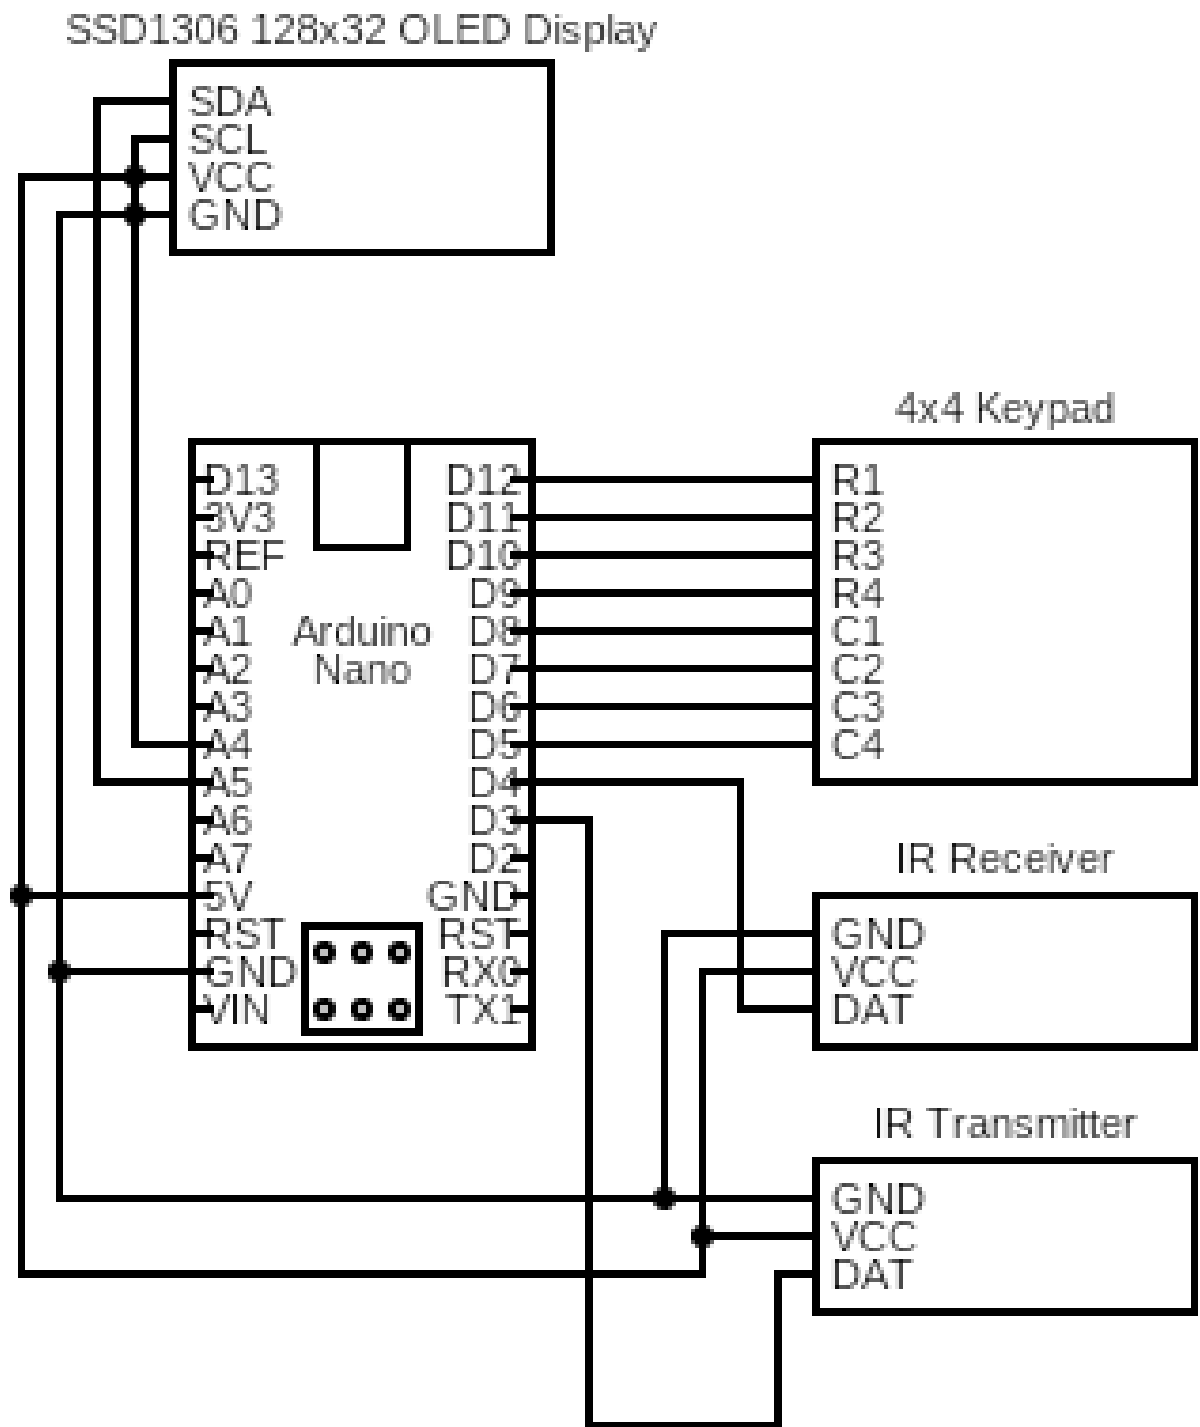 SSD1306 128x32 OLED Display
SDA
SCL
VCC
GND
4x4 Keypad
R1
R2
R3
R4
C1
C2
C3
C4
Arduino
Nano
D13
3V3
REF
A0
A1
A2
A3
A4
A5
A6
A7
5V
RST
GND
VIN
D12
D11
D10
D9
D8
D7
D6
D5
D4
D3
D2
GND
RST
RX0
TX1
IR Receiver
GND
VCC
DAT
IR Transmitter
GND
VCC
DAT